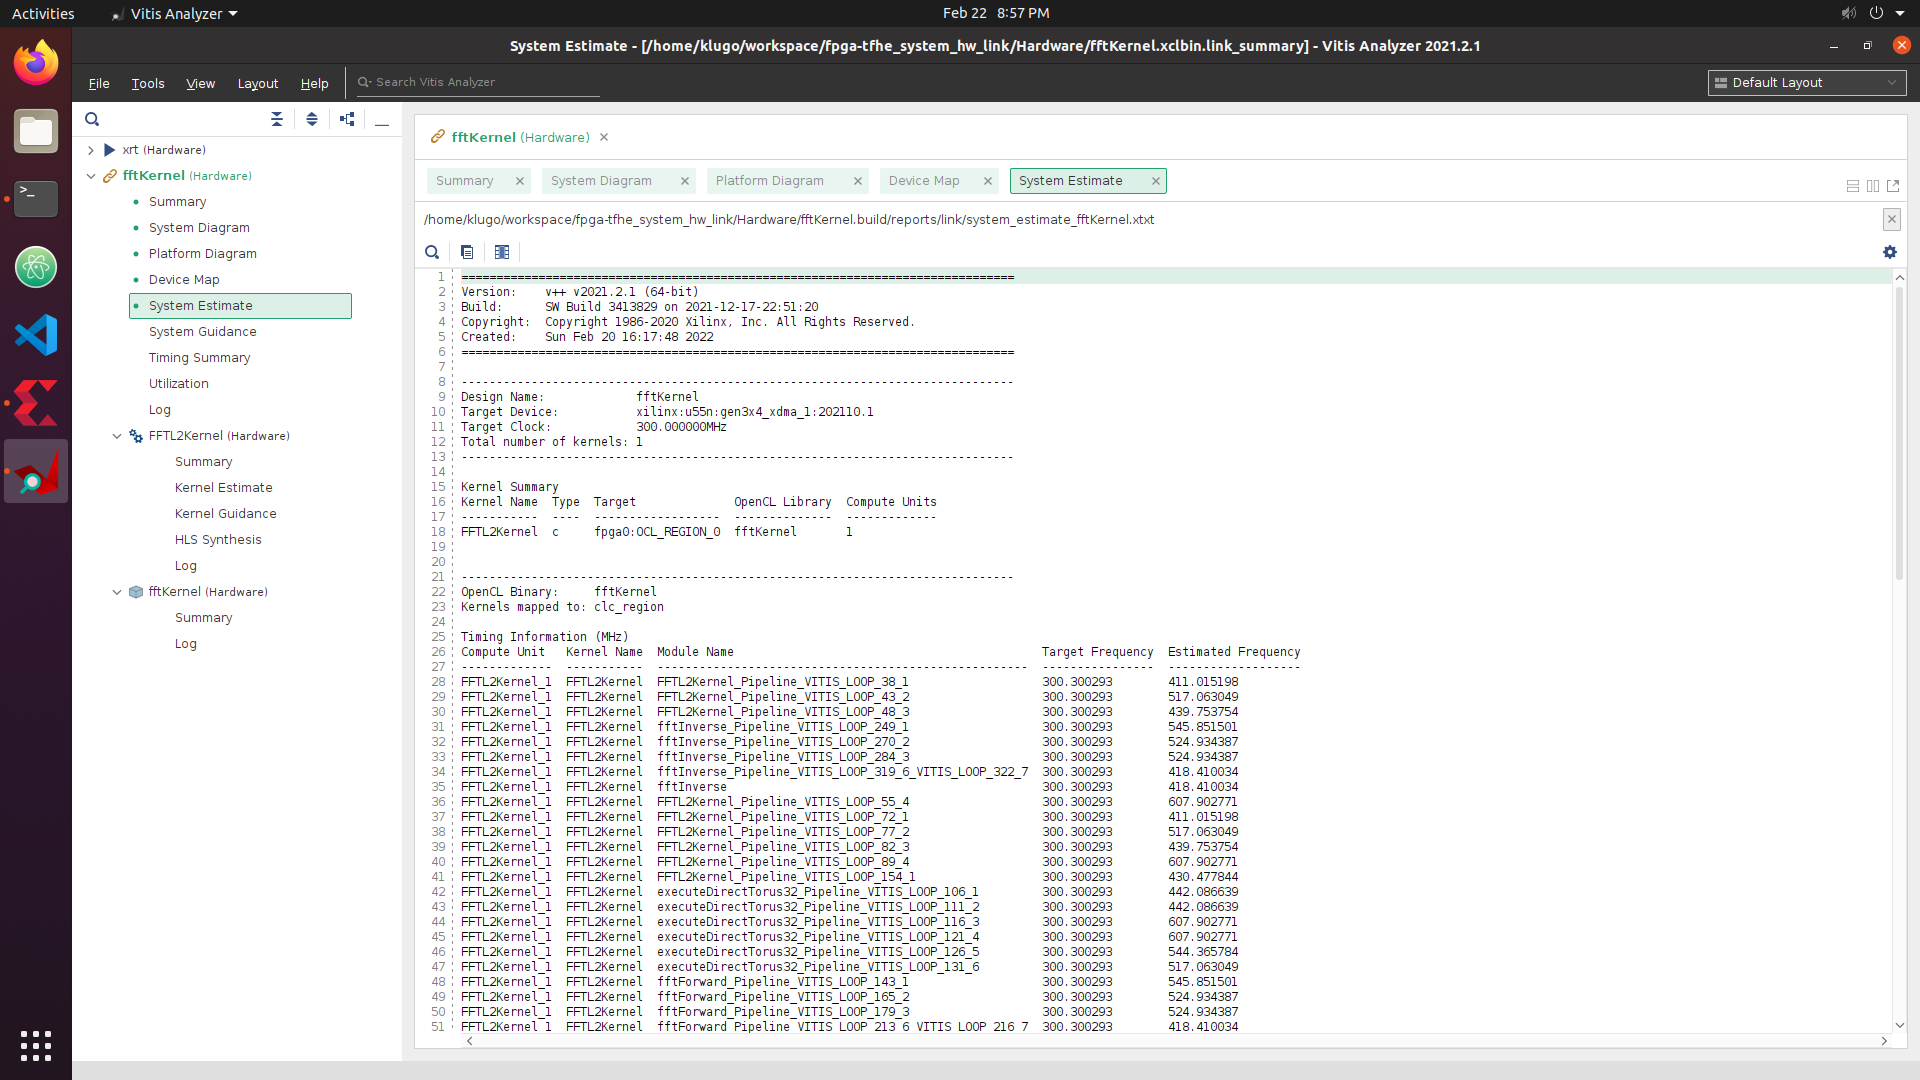 Activities
Vitis Analyzer
Feb 22 8:57 PM
System Estimate - [/home/klugo/workspace/fpga-tfhe_system_hw_link/Hardware/fftKernel.xclbin.link_summary] - Vitis Analyzer 2021.2.1
File Tools View Layout Help
Search Vitis Analyzer
Default Layout
xrt (Hardware)
fftKernel (Hardware)
Summary
System Diagram
Platform Diagram
Device Map
System Estimate
System Guidance
Timing Summary
Utilization
Log
FFTL2Kernel (Hardware)
Summary
Kernel Estimate
Kernel Guidance
HLS Synthesis
Log
fftKernel (Hardware)
Summary
Log
fftKernel (Hardware)
Summary System Diagram Platform Diagram Device Map System Estimate
/home/klugo/workspace/fpga-tfhe_system_hw_link/Hardware/fftKernel.build/reports/link/system_estimate_fftKernel.xtxt
1 ===============================================================================
2 Version: v++ v2021.2.1 (64-bit)
3 Build: SW Build 3413829 on 2021-12-17-22:51:20
4 Copyright: Copyright 1986-2020 Xilinx, Inc. All Rights Reserved.
5 Created: Sun Feb 20 16:17:48 2022
6 ===============================================================================
7
8 -------------------------------------------------------------------------------
9 Design Name: fftKernel
10 Target Device: xilinx:u55n:gen3x4_xdma_1:202110.1
11 Target Clock: 300.000000MHz
12 Total number of kernels: 1
13 -------------------------------------------------------------------------------
14
15 Kernel Summary
16 Kernel Name Type Target OpenCL Library Compute Units
17 ----------- ---- ------------------ -------------- -------------
18 FFTL2Kernel c fpga0:OCL_REGION_0 fftKernel 1
19
20
21 -------------------------------------------------------------------------------
22 OpenCL Binary: fftKernel
23 Kernels mapped to: clc_region
24
25 Timing Information (MHz)
26 Compute Unit Kernel Name Module Name Target Frequency Estimated Frequency
27 ------------- ----------- ----------------------------------------------------- ---------------- -------------------
28 FFTL2Kernel_1 FFTL2Kernel FFTL2Kernel_Pipeline_VITIS_LOOP_38_1 300.300293 411.015198
29 FFTL2Kernel_1 FFTL2Kernel FFTL2Kernel_Pipeline_VITIS_LOOP_43_2 300.300293 517.063049
30 FFTL2Kernel_1 FFTL2Kernel FFTL2Kernel_Pipeline_VITIS_LOOP_48_3 300.300293 439.753754
31 FFTL2Kernel_1 FFTL2Kernel fftInverse_Pipeline_VITIS_LOOP_249_1 300.300293 545.851501
32 FFTL2Kernel_1 FFTL2Kernel fftInverse_Pipeline_VITIS_LOOP_270_2 300.300293 524.934387
33 FFTL2Kernel_1 FFTL2Kernel fftInverse_Pipeline_VITIS_LOOP_284_3 300.300293 524.934387
34 FFTL2Kernel_1 FFTL2Kernel fftInverse_Pipeline_VITIS_LOOP_319_6_VITIS_LOOP_322_7 300.300293 418.410034
35 FFTL2Kernel_1 FFTL2Kernel fftInverse 300.300293 418.410034
36 FFTL2Kernel_1 FFTL2Kernel FFTL2Kernel_Pipeline_VITIS_LOOP_55_4 300.300293 607.902771
37 FFTL2Kernel_1 FFTL2Kernel FFTL2Kernel_Pipeline_VITIS_LOOP_72_1 300.300293 411.015198
38 FFTL2Kernel_1 FFTL2Kernel FFTL2Kernel_Pipeline_VITIS_LOOP_77_2 300.300293 517.063049
39 FFTL2Kernel_1 FFTL2Kernel FFTL2Kernel_Pipeline_VITIS_LOOP_82_3 300.300293 439.753754
40 FFTL2Kernel_1 FFTL2Kernel FFTL2Kernel_Pipeline_VITIS_LOOP_89_4 300.300293 607.902771
41 FFTL2Kernel_1 FFTL2Kernel FFTL2Kernel_Pipeline_VITIS_LOOP_154_1 300.300293 430.477844
42 FFTL2Kernel_1 FFTL2Kernel executeDirectTorus32_Pipeline_VITIS_LOOP_106_1 300.300293 442.086639
43 FFTL2Kernel_1 FFTL2Kernel executeDirectTorus32_Pipeline_VITIS_LOOP_111_2 300.300293 442.086639
44 FFTL2Kernel_1 FFTL2Kernel executeDirectTorus32_Pipeline_VITIS_LOOP_116_3 300.300293 607.902771
45 FFTL2Kernel_1 FFTL2Kernel executeDirectTorus32_Pipeline_VITIS_LOOP_121_4 300.300293 607.902771
46 FFTL2Kernel_1 FFTL2Kernel executeDirectTorus32_Pipeline_VITIS_LOOP_126_5 300.300293 544.365784
47 FFTL2Kernel_1 FFTL2Kernel executeDirectTorus32_Pipeline_VITIS_LOOP_131_6 300.300293 517.063049
48 FFTL2Kernel_1 FFTL2Kernel fftForward_Pipeline_VITIS_LOOP_143_1 300.300293 545.851501
49 FFTL2Kernel_1 FFTL2Kernel fftForward_Pipeline_VITIS_LOOP_165_2 300.300293 524.934387
50 FFTL2Kernel_1 FFTL2Kernel fftForward_Pipeline_VITIS_LOOP_179_3 300.300293 524.934387
51 FFTL2Kernel_1 FFTL2Kernel fftForward_Pipeline_VITIS_LOOP_213_6_VITIS_LOOP_216_7 300.300293 418.410034